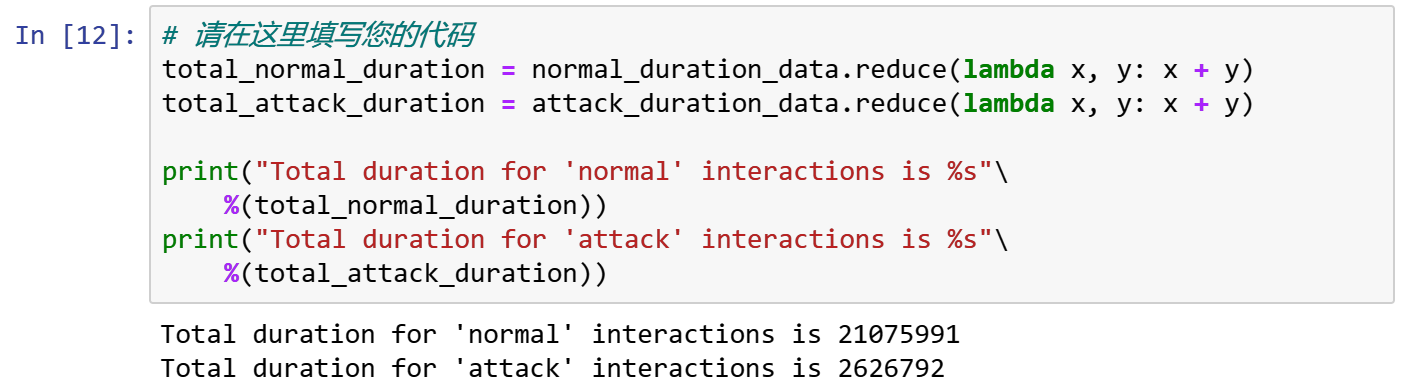 In [12]: # 请在这里填写您的代码
total_normal_duration = normal_duration_data.reduce(lambda x, y: x + y)
total_attack_duration = attack_duration_data.reduce(lambda x, y: x + y)
print("Total duration for 'normal' interactions is %s"\
%(total_normal_duration))
print("Total duration for 'attack' interactions is %s"\
%(total_attack_duration))
Total duration for 'normal' interactions is 21075991
Total duration for 'attack' interactions is 2626792